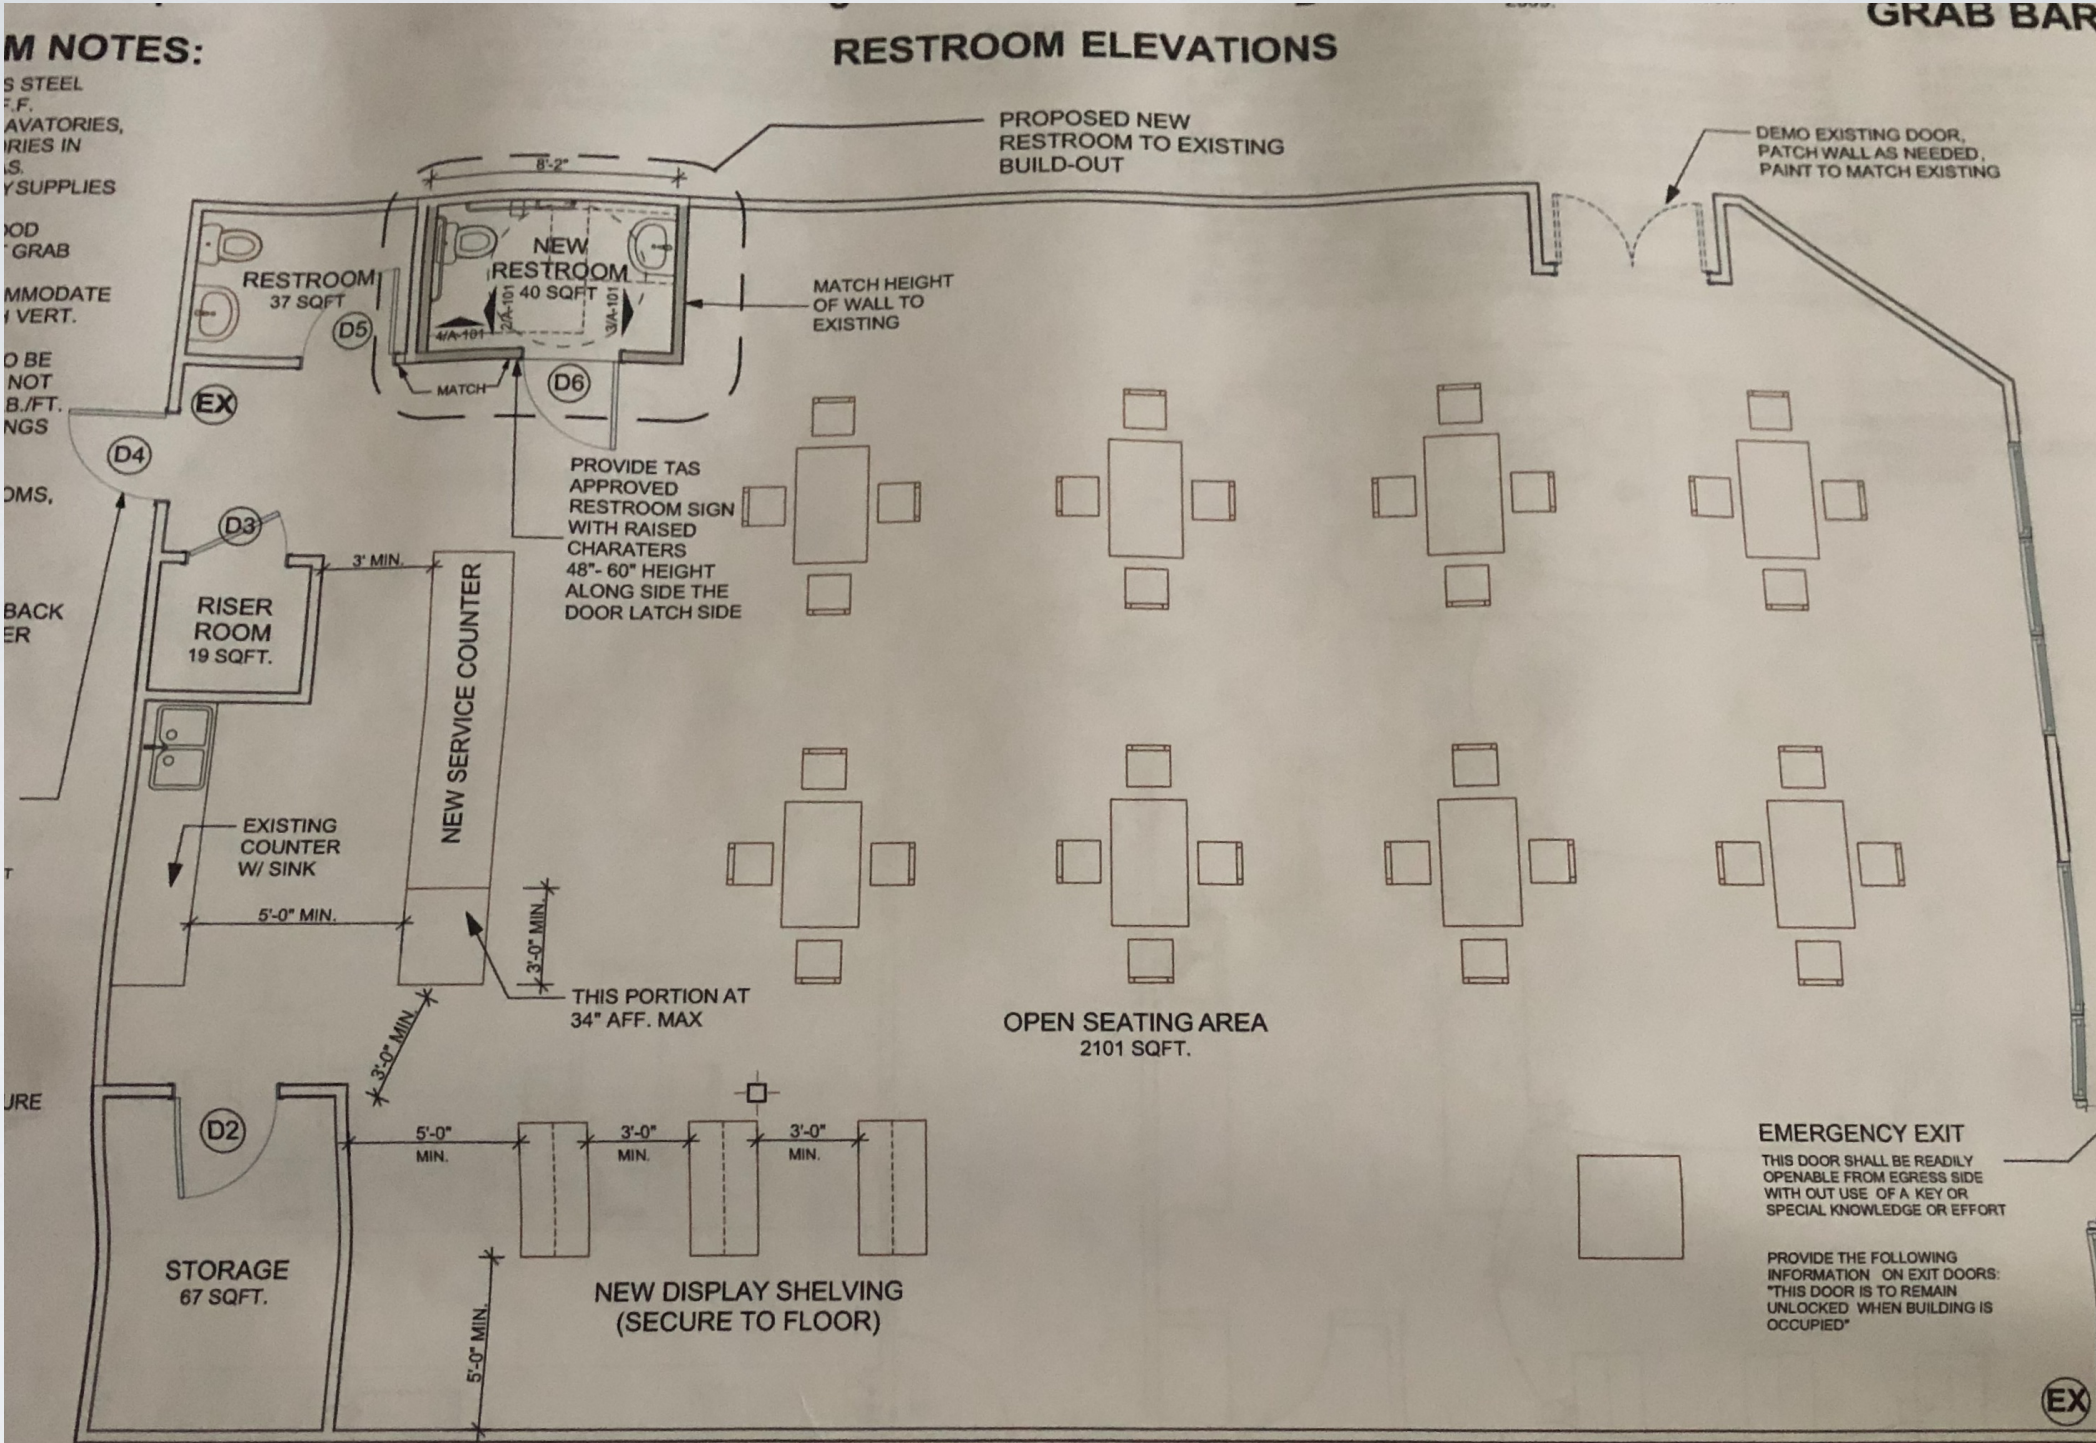 GRAB BAR
RESTROOM ELEVATIONS
M NOTES:
S STEEL
F.F.
AVATORIES,
RIES IN
S.
Y SUPPLIES
OOD
GRAB
MMODATE
H VERT.
O BE
NOT
B./FT.
NGS
OMS,
BACK
ER
T
URE
PROPOSED NEW
RESTROOM TO EXISTING
BUILD-OUT
DEMO EXISTING DOOR,
PATCH WALL AS NEEDED,
PAINT TO MATCH EXISTING
8'-2"
RESTROOM
37 SQFT
D5
NEW
RESTROOM
40 SQFT
2/A-101
3/A-101
4/A-101
MATCH HEIGHT
OF WALL TO
EXISTING
MATCH
D6
EX
D4
D3
PROVIDE TAS
APPROVED
RESTROOM SIGN
WITH RAISED
CHARATERS
48"- 60" HEIGHT
ALONG SIDE THE
DOOR LATCH SIDE
3' MIN.
RISER
ROOM
19 SQFT.
NEW SERVICE COUNTER
EXISTING
COUNTER
W/ SINK
5'-0" MIN.
3'-0" MIN.
THIS PORTION AT
34" AFF. MAX
3'-0" MIN.
OPEN SEATING AREA
2101 SQFT.
D2
5'-0"
MIN.
3'-0"
MIN.
3'-0"
MIN.
STORAGE
67 SQFT.
5'-0" MIN.
NEW DISPLAY SHELVING
(SECURE TO FLOOR)
EMERGENCY EXIT
THIS DOOR SHALL BE READILY
OPENABLE FROM EGRESS SIDE
WITH OUT USE OF A KEY OR
SPECIAL KNOWLEDGE OR EFFORT
PROVIDE THE FOLLOWING
INFORMATION ON EXIT DOORS:
"THIS DOOR IS TO REMAIN
UNLOCKED WHEN BUILDING IS
OCCUPIED"
EX